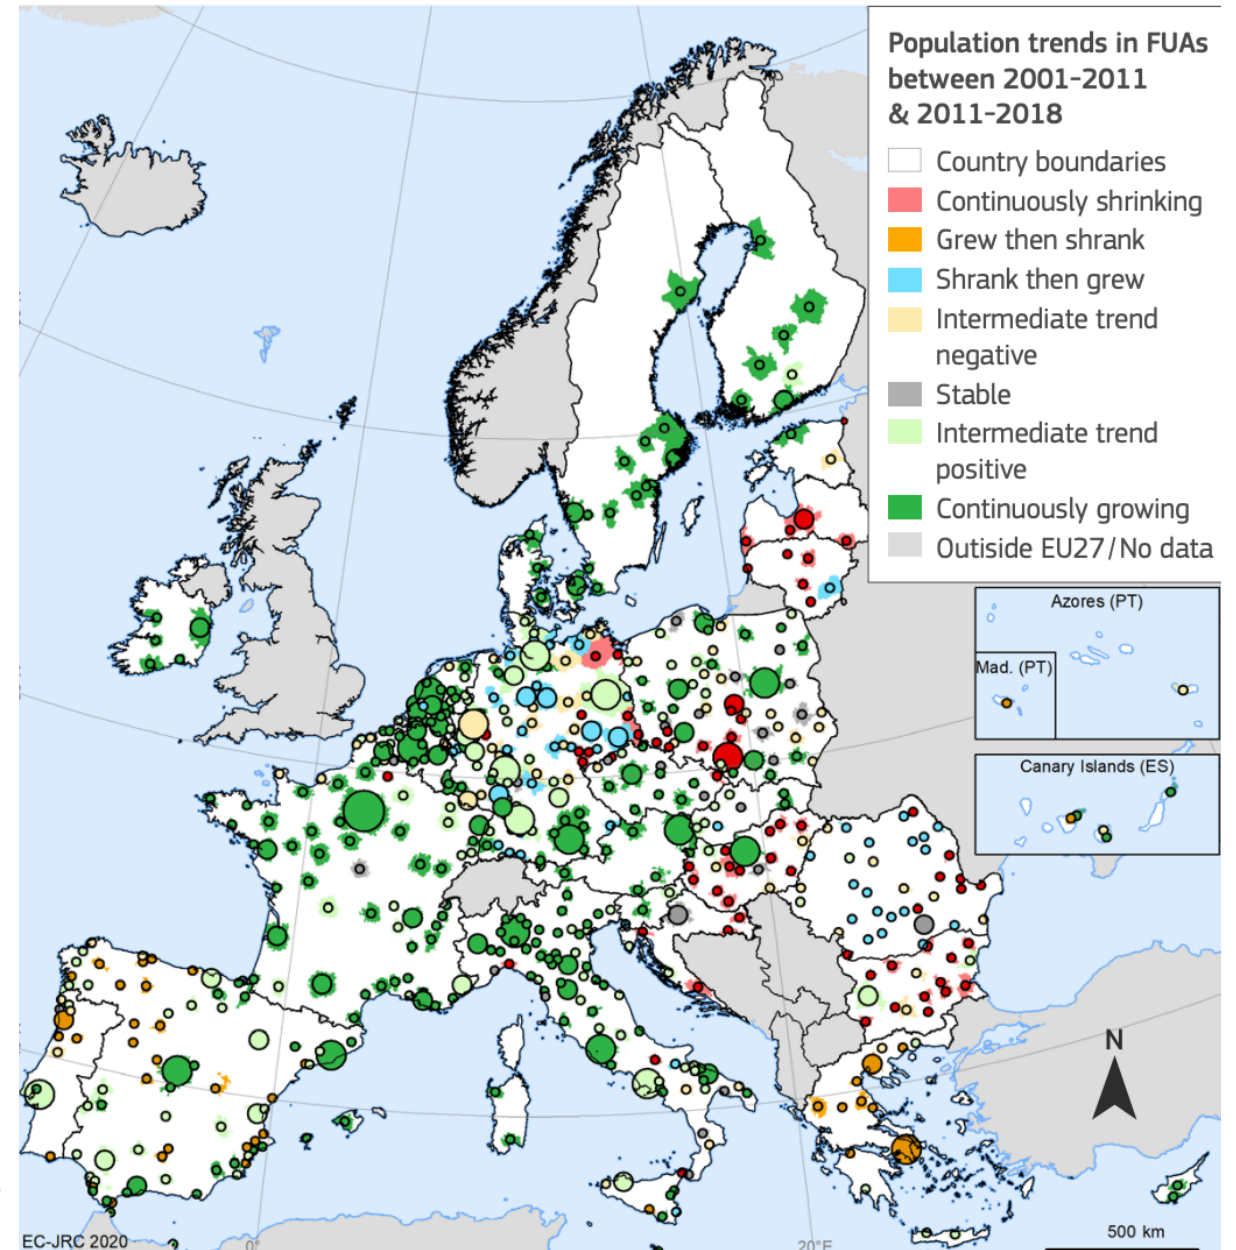 Population trends in FUAs
between 2001-2011
& 2011-2018
Country boundaries
Continuously shrinking
Grew then shrank
Shrank then grew
Intermediate trend
negative
Stable
Intermediate trend
positive
Continuously growing
Outiside EU27/No data
Azores (PT)
Mad. (PT)
Canary Islands (ES)
N
500 km
EC-JRC 2020
0°
20°E